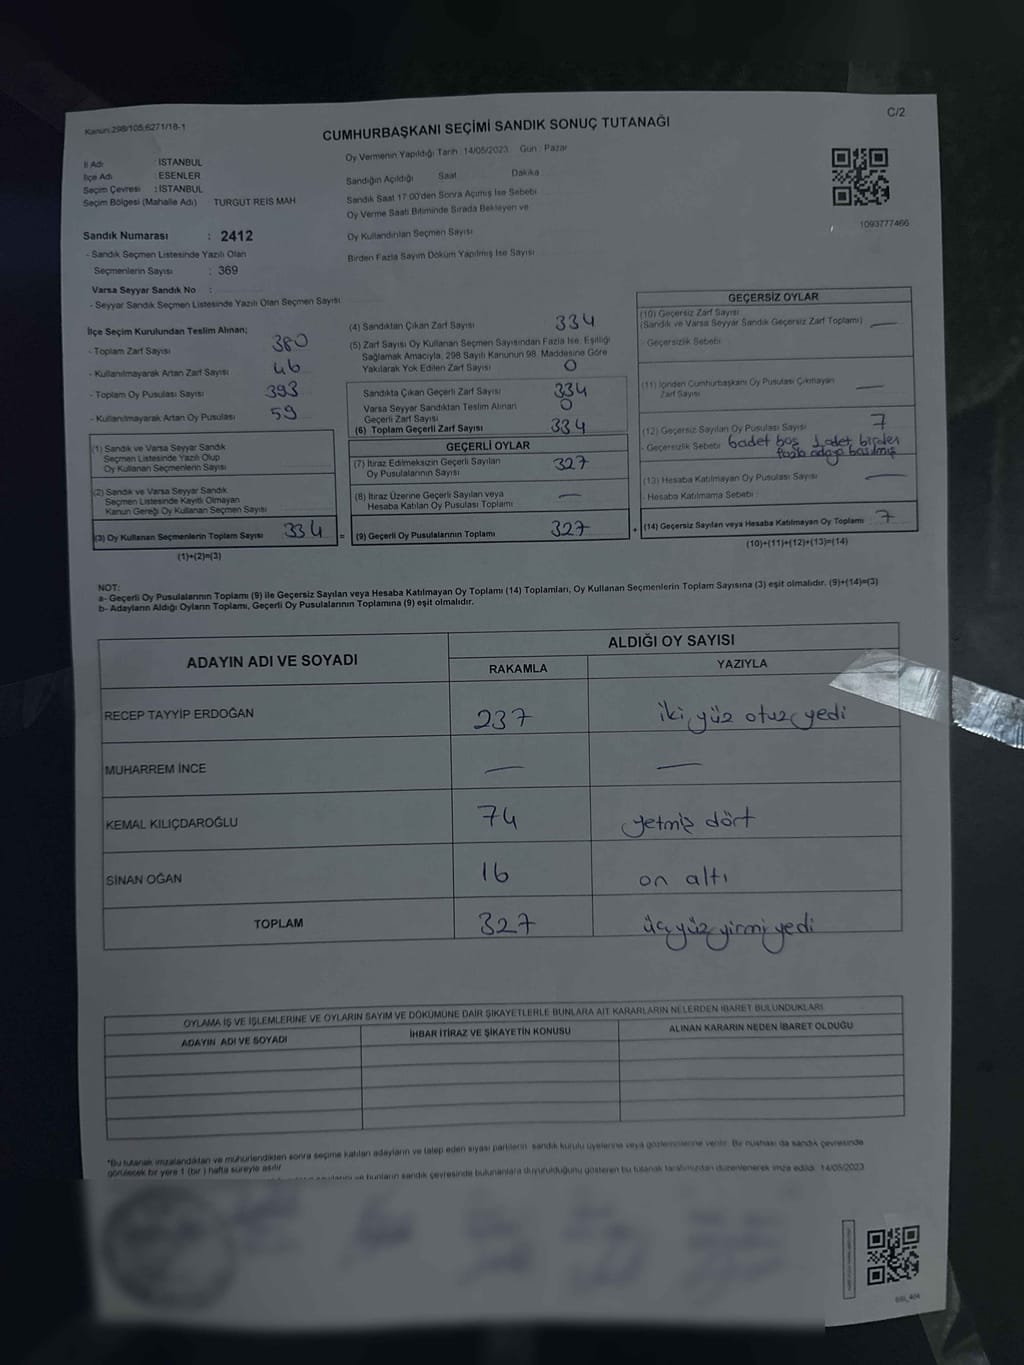 Kanun:298/105;6271/18-1
C/2
CUMHURBAŞKANI SEÇİMİ SANDIK SONUÇ TUTANAĞI
İl Adı : İSTANBUL
İlçe Adı : ESENLER
Seçim Çevresi : İSTANBUL
Seçim Bölgesi (Mahalle Adı) TURGUT REİS MAH
Oy Vermenin Yapıldığı Tarih : 14/05/2023 Gün : Pazar
Sandığın Açıldığı Saat Dakika
Sandık Saat 17:00'den Sonra Açılmış İse Sebebi
Oy Verme Saati Bitiminde Sırada Bekleyen ve
Oy Kullandırılan Seçmen Sayısı
Birden Fazla Sayım Döküm Yapılmış İse Sayısı
1093777466
Sandık Numarası : 2412
- Sandık Seçmen Listesinde Yazılı Olan
Seçmenlerin Sayısı : 369
Varsa Seyyar Sandık No :
- Seyyar Sandık Seçmen Listesinde Yazılı Olan Seçmen Sayısı
İlçe Seçim Kurulundan Teslim Alınan;
- Toplam Zarf Sayısı 380
- Kullanılmayarak Artan Zarf Sayısı 46
- Toplam Oy Pusulası Sayısı 393
- Kullanılmayarak Artan Oy Pusulası 59
(1) Sandık ve Varsa Seyyar Sandık
Seçmen Listesinde Yazılı Olup
Oy Kullanan Seçmenlerin Sayısı
(2) Sandık ve Varsa Seyyar Sandık
Seçmen Listesinde Kayıtlı Olmayan
Kanun Gereği Oy Kullanan Seçmen Sayısı
(3) Oy Kullanan Seçmenlerin Toplam Sayısı 334
(1)+(2)=(3)
=
(4) Sandıktan Çıkan Zarf Sayısı 334
(5) Zarf Sayısı Oy Kullanan Seçmen Sayısından Fazla İse, Eşitliği
Sağlamak Amacıyla, 298 Sayılı Kanunun 98. Maddesine Göre
Yakılarak Yok Edilen Zarf Sayısı 0
Sandıkta Çıkan Geçerli Zarf Sayısı 334
Varsa Seyyar Sandıktan Teslim Alınan
Geçerli Zarf Sayısı 0
(6) Toplam Geçerli Zarf Sayısı 334
GEÇERLİ OYLAR
(7) İtiraz Edilmeksizin Geçerli Sayılan
Oy Pusulalarının Sayısı 327
(8) İtiraz Üzerine Geçerli Sayılan veya
Hesaba Katılan Oy Pusulası Toplamı —
(9) Geçerli Oy Pusulalarının Toplamı 327
+
GEÇERSİZ OYLAR
(10) Geçersiz Zarf Sayısı
(Sandık ve Varsa Seyyar Sandık Geçersiz Zarf Toplamı) —
- Geçersizlik Sebebi
(11) İçinden Cumhurbaşkanı Oy Pusulası Çıkmayan
Zarf Sayısı —
(12) Geçersiz Sayılan Oy Pusulası Sayısı 7
- Geçersizlik Sebebi 6 adet boş 1 adet birden
fazla adaya basılmış
(13) Hesaba Katılmayan Oy Pusulası Sayısı —
- Hesaba Katılmama Sebebi
(14) Geçersiz Sayılan veya Hesaba Katılmayan Oy Toplamı 7
(10)+(11)+(12)+(13)=(14)
NOT:
a- Geçerli Oy Pusulalarının Toplamı (9) ile Geçersiz Sayılan veya Hesaba Katılmayan Oy Toplamı (14) Toplamları, Oy Kullanan Seçmenlerin Toplam Sayısına (3) eşit olmalıdır. (9)+(14)=(3)
b- Adayların Aldığı Oyların Toplamı, Geçerli Oy Pusulalarının Toplamına (9) eşit olmalıdır.
ADAYIN ADI VE SOYADI
ALDIĞI OY SAYISI
RAKAMLA YAZIYLA
RECEP TAYYİP ERDOĞAN 237 iki yüz otuz yedi
MUHARREM İNCE — —
KEMAL KILIÇDAROĞLU 74 yetmiş dört
SİNAN OĞAN 16 on altı
TOPLAM 327 üç yüz yirmi yedi
OYLAMA İŞ VE İŞLEMLERİNE VE OYLARIN SAYIM VE DÖKÜMÜNE DAİR ŞİKAYETLERLE BUNLARA AİT KARARLARIN NELERDEN İBARET BULUNDUKLARI
ADAYIN ADI VE SOYADI İHBAR İTİRAZ VE ŞİKAYETİN KONUSU ALINAN KARARIN NEDEN İBARET OLDUĞU
*Bu tutanak imzalandıktan ve mühürlendikten sonra seçime katılan adayların ve talep eden siyasi partilerin sandık kurulu üyelerine veya gözlemcilerine verilir. Bir nüshası da sandık çevresinde
görülecek bir yere 1 (bir) hafta süreyle asılır.
ve bunların sandık çevresinde bulunanlara duyurulduğunu gösteren bu tutanak tarafımızdan düzenlenerek imza edildi. 14/05/2023